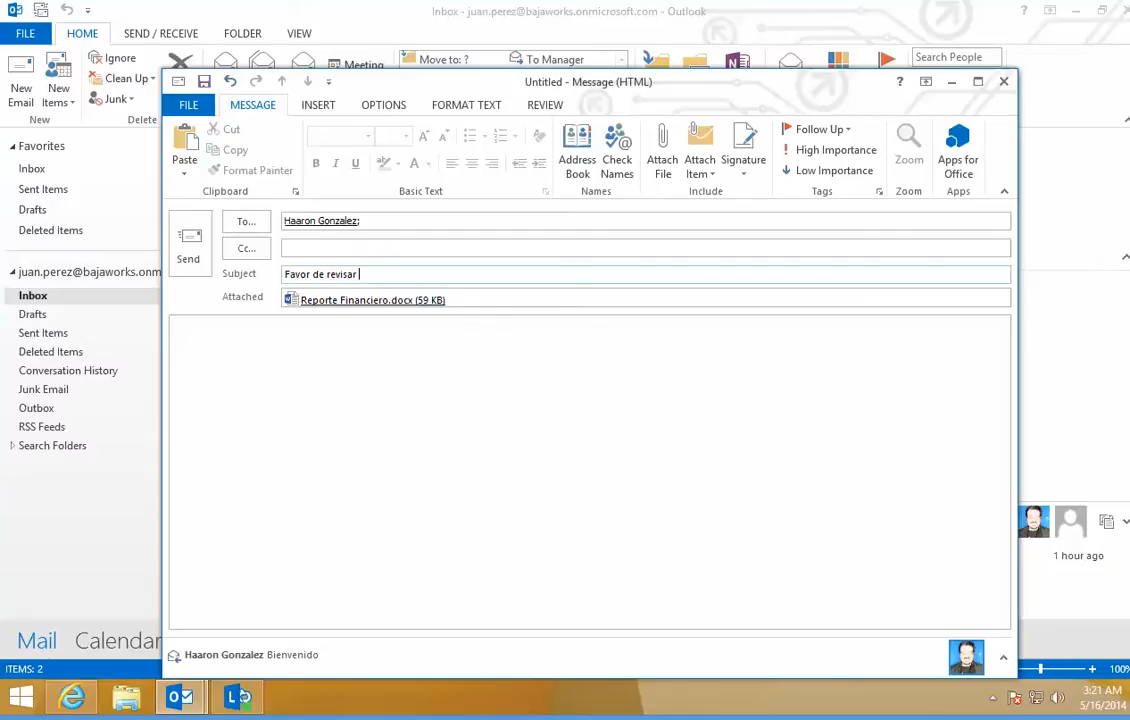 Inbox - juan.perez@bajaworks.onmicrosoft.com - Outlook
FILE HOME SEND / RECEIVE FOLDER VIEW
Ignore
Clean Up
Junk
New Email
New Items
New
Delete
Meeting
Move to: ?
To Manager
Search People
Untitled - Message (HTML)
FILE MESSAGE INSERT OPTIONS FORMAT TEXT REVIEW
Paste
Cut
Copy
Format Painter
Clipboard
B I U
A
Basic Text
Address Book
Check Names
Names
Attach File
Attach Item
Signature
Include
Follow Up
High Importance
Low Importance
Tags
Zoom
Zoom
Apps for Office
Apps
Send
To...
Haaron Gonzalez;
Cc...
Subject
Favor de revisar
Attached
Reporte Financiero.docx (59 KB)
Favorites
Inbox
Sent Items
Drafts
Deleted Items
juan.perez@bajaworks.onm
Inbox
Drafts
Sent Items
Deleted Items
Conversation History
Junk Email
Outbox
RSS Feeds
Search Folders
1 hour ago
Mail Calendar
Haaron Gonzalez Bienvenido
ITEMS: 2
100%
3:21 AM
5/16/2014